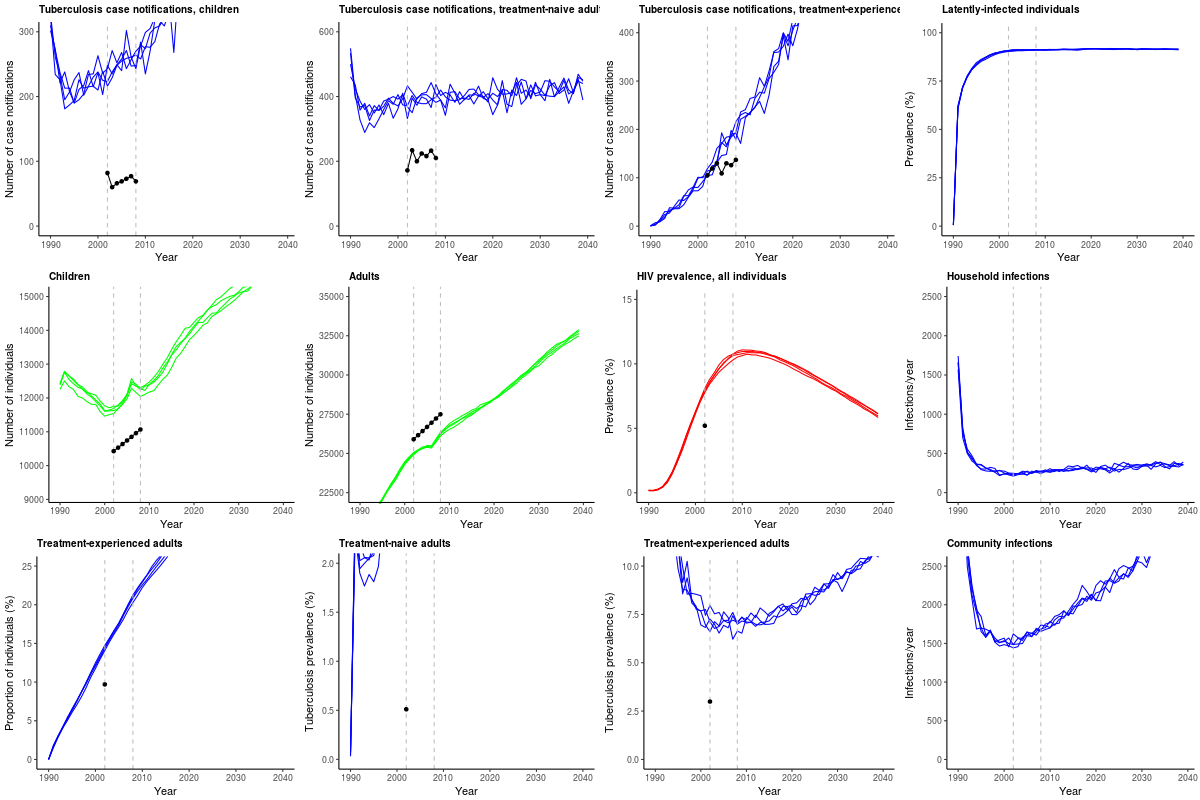 Tuberculosis case notifications, children
Number of case notifications
300
200
100
0
1990 2000 2010 2020 2030 2040
Year
Tuberculosis case notifications, treatment-naive adul
Number of case notifications
600
400
200
0
1990 2000 2010 2020 2030 2040
Year
Tuberculosis case notifications, treatment-experience
Number of case notifications
400
300
200
100
0
1990 2000 2010 2020 2030 2040
Year
Latently-infected individuals
Prevalence (%)
100
75
50
25
0
1990 2000 2010 2020 2030 2040
Year
Children
Number of individuals
15000
14000
13000
12000
11000
10000
9000
1990 2000 2010 2020 2030 2040
Year
Adults
Number of individuals
35000
32500
30000
27500
25000
22500
1990 2000 2010 2020 2030 2040
Year
HIV prevalence, all individuals
Prevalence (%)
15
10
5
0
1990 2000 2010 2020 2030 2040
Year
Household infections
Infections/year
2500
2000
1500
1000
500
0
1990 2000 2010 2020 2030 2040
Year
Treatment-experienced adults
Proportion of individuals (%)
25
20
15
10
5
0
1990 2000 2010 2020 2030 2040
Year
Treatment-naive adults
Tuberculosis prevalence (%)
2.0
1.5
1.0
0.5
0.0
1990 2000 2010 2020 2030 2040
Year
Treatment-experienced adults
Tuberculosis prevalence (%)
10.0
7.5
5.0
2.5
0.0
1990 2000 2010 2020 2030 2040
Year
Community infections
Infections/year
2500
2000
1500
1000
500
0
1990 2000 2010 2020 2030 2040
Year